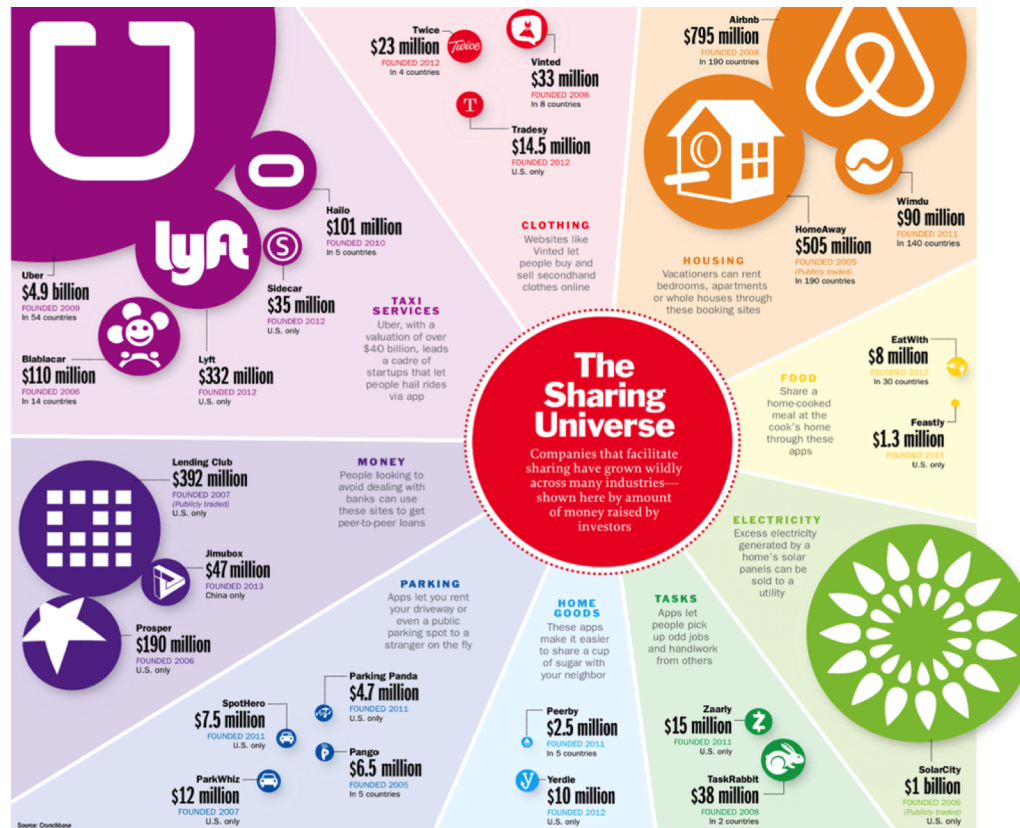 Uber
$4.9 billion
FOUNDED 2009
In 54 countries
lyft
Hailo
$101 million
FOUNDED 2010
In 5 countries
S
Sidecar
$35 million
FOUNDED 2012
U.S. only
Blablacar
$110 million
FOUNDED 2006
In 14 countries
Lyft
$332 million
FOUNDED 2012
U.S. only
TAXI
SERVICES
Uber, with a
valuation of over
$40 billion, leads
a cadre of
startups that let
people hail rides
via app
Twice
$23 million
FOUNDED 2012
In 4 countries
Twice
Vinted
$33 million
FOUNDED 2008
In 8 countries
T
Tradesy
$14.5 million
FOUNDED 2012
U.S. only
CLOTHING
Websites like
Vinted let
people buy and
sell secondhand
clothes online
Airbnb
$795 million
FOUNDED 2008
In 190 countries
Wimdu
$90 million
FOUNDED 2011
In 140 countries
HomeAway
$505 million
FOUNDED 2005
(Publicly traded)
In 190 countries
HOUSING
Vacationers can rent
bedrooms, apartments
or whole houses through
these booking sites
The
Sharing
Universe
Companies that facilitate
sharing have grown wildly
across many industries—
shown here by amount
of money raised by
investors
EatWith
$8 million
FOUNDED 2012
In 30 countries
Feastly
$1.3 million
FOUNDED 2011
U.S. only
FOOD
Share a
home-cooked
meal at the
cook's home
through these
apps
Lending Club
$392 million
FOUNDED 2007
(Publicly traded)
U.S. only
Jimubox
$47 million
FOUNDED 2013
China only
Prosper
$190 million
FOUNDED 2006
U.S. only
MONEY
People looking to
avoid dealing with
banks can use
these sites to get
peer-to-peer loans
PARKING
Apps let you rent
your driveway or
even a public
parking spot to a
stranger on the fly
Parking Panda
$4.7 million
FOUNDED 2011
U.S. only
SpotHero
$7.5 million
FOUNDED 2011
U.S. only
Pango
$6.5 million
FOUNDED 2005
In 5 countries
ParkWhiz
$12 million
FOUNDED 2007
U.S. only
HOME
GOODS
These apps
make it easier
to share a cup
of sugar with
your neighbor
Peerby
$2.5 million
FOUNDED 2011
In 5 countries
y
Yerdle
$10 million
FOUNDED 2012
U.S. only
TASKS
Apps let
people pick
up odd jobs
and handiwork
from others
Zaarly
$15 million
FOUNDED 2011
U.S. only
Z
TaskRabbit
$38 million
FOUNDED 2008
In 2 countries
ELECTRICITY
Excess electricity
generated by a
home's solar
panels can be
sold to a
utility
SolarCity
$1 billion
FOUNDED 2006
(Publicly traded)
U.S. only
Source: Crunchbase